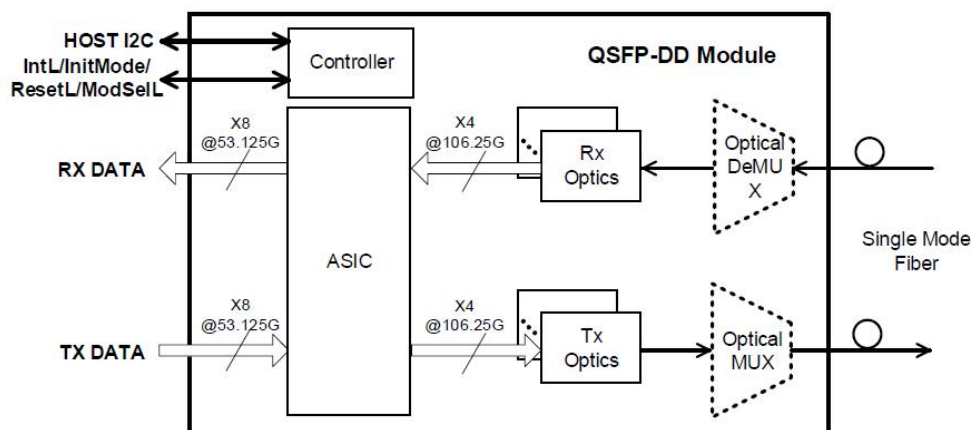 HOST I2C
IntL/InitMode/
ResetL/ModSelL
Controller
QSFP-DD Module
X8
@53.125G
X4
@106.25G
RX DATA
Rx
Optics
Optical
DeMU
X
ASIC
Single Mode
Fiber
X8
@53.125G
X4
@106.25G
TX DATA
Tx
Optics
Optical
MUX